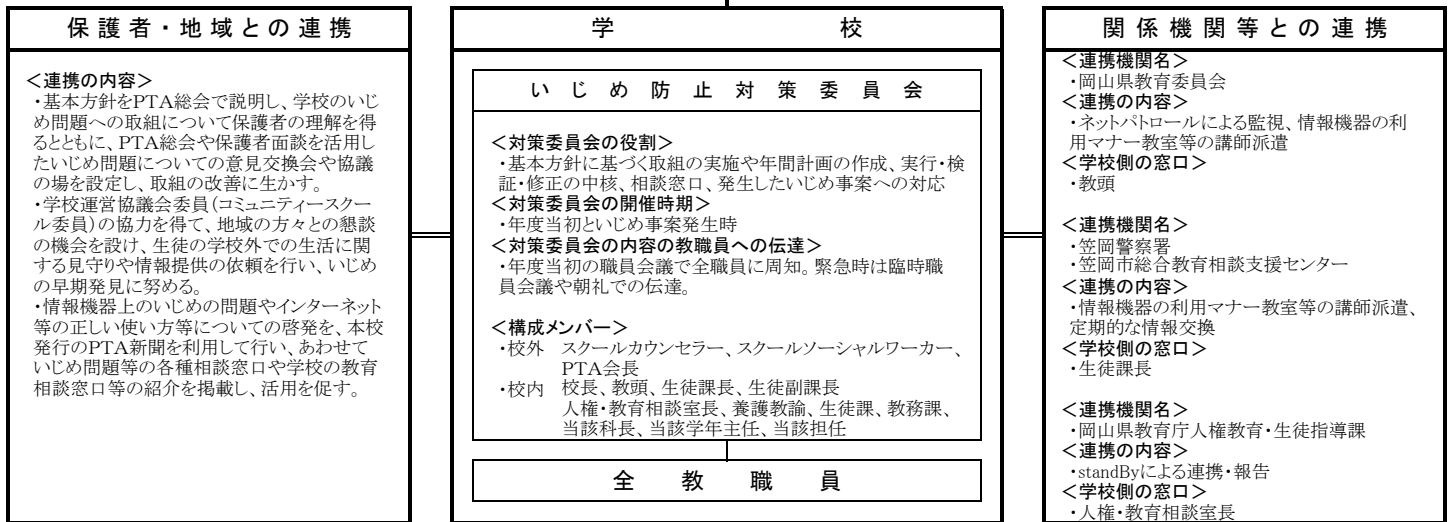 保護者・地域との連携
＜連携の内容＞
・基本方針をPTA総会で説明し、学校のいじ
め問題への取組について保護者の理解を得
るとともに、PTA総会や保護者面談を活用し
たいじめ問題についての意見交換会や協議
の場を設定し、取組の改善に生かす。
・学校運営協議会委員(コミュニティースクー
ル委員)の協力を得て、地域の方々との懇談
の機会を設け、生徒の学校外での生活に関
する見守りや情報提供の依頼を行い、いじめ
の早期発見に努める。
・情報機器上のいじめの問題やインターネット
等の正しい使い方等についての啓発を、本校
発行のPTA新聞を利用して行い、あわせて
いじめ問題等の各種相談窓口や学校の教育
相談窓口等の紹介を掲載し、活用を促す。
学校
いじめ防止対策委員会
＜対策委員会の役割＞
・基本方針に基づく取組の実施や年間計画の作成、実行・検
証・修正の中核、相談窓口、発生したいじめ事案への対応
＜対策委員会の開催時期＞
・年度当初といじめ事案発生時
＜対策委員会の内容の教職員への伝達＞
・年度当初の職員会議で全職員に周知。緊急時は臨時職
員会議や朝礼での伝達。
＜構成メンバー＞
・校外 スクールカウンセラー、スクールソーシャルワーカー、
PTA会長
・校内 校長、教頭、生徒課長、生徒副課長
人権・教育相談室長、養護教諭、生徒課、教務課、
当該科長、当該学年主任、当該担任
全教職員
関係機関等との連携
＜連携機関名＞
・岡山県教育委員会
＜連携の内容＞
・ネットパトロールによる監視、情報機器の利
用マナー教室等の講師派遣
＜学校側の窓口＞
・教頭
＜連携機関名＞
・笠岡警察署
・笠岡市総合教育相談支援センター
＜連携の内容＞
・情報機器の利用マナー教室等の講師派遣、
定期的な情報交換
＜学校側の窓口＞
・生徒課長
＜連携機関名＞
・岡山県教育庁人権教育・生徒指導課
＜連携の内容＞
・standByによる連携・報告
＜学校側の窓口＞
・人権・教育相談室長